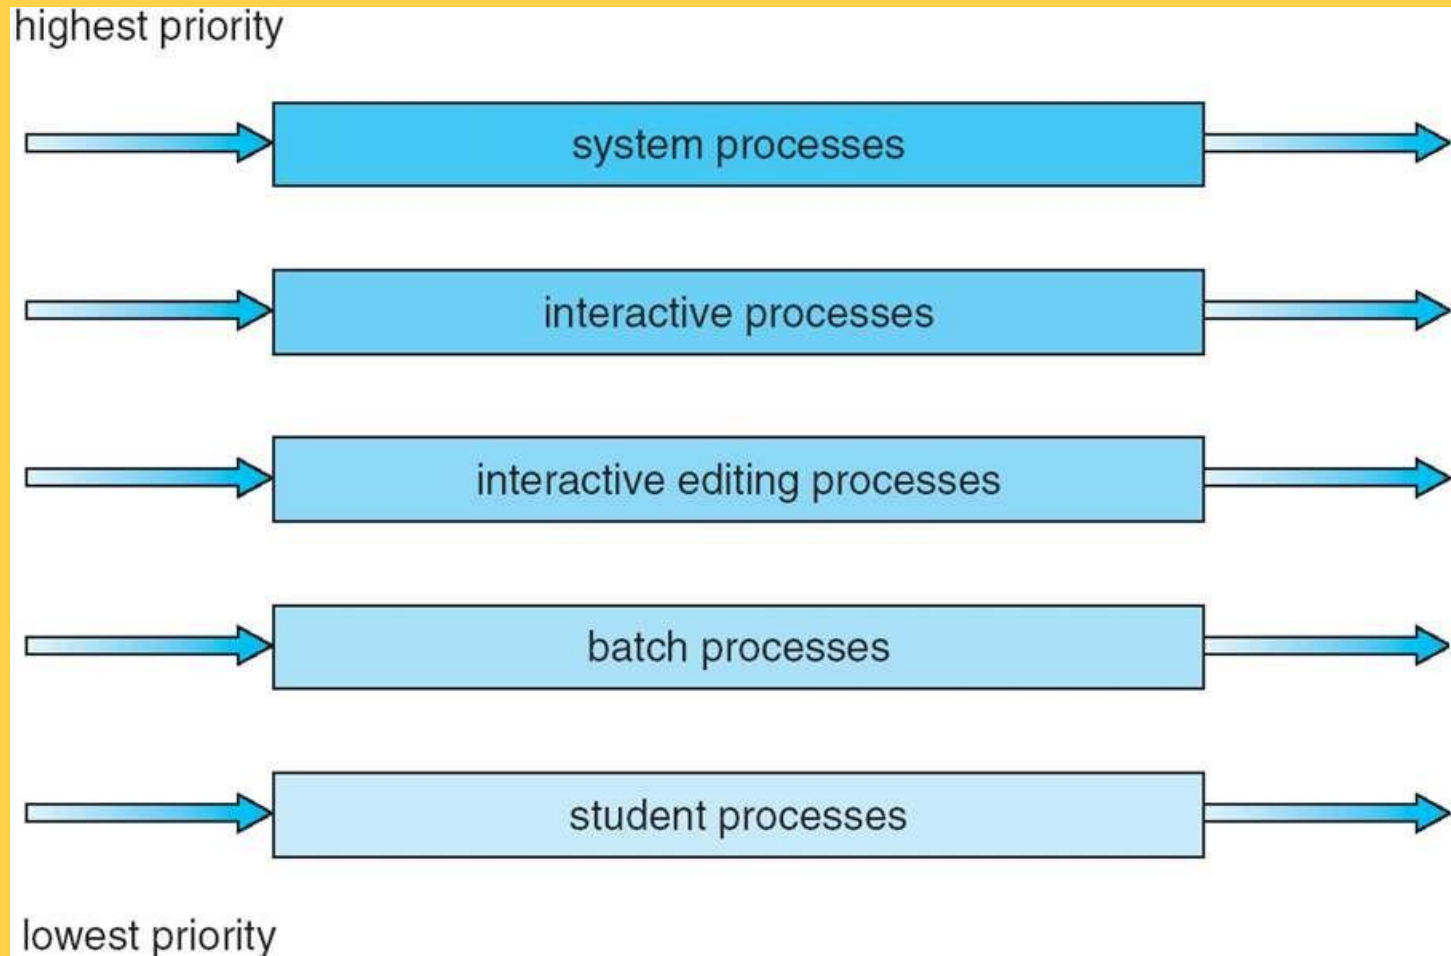 highest priority
system processes
interactive processes
interactive editing processes
batch processes
student processes
lowest priority